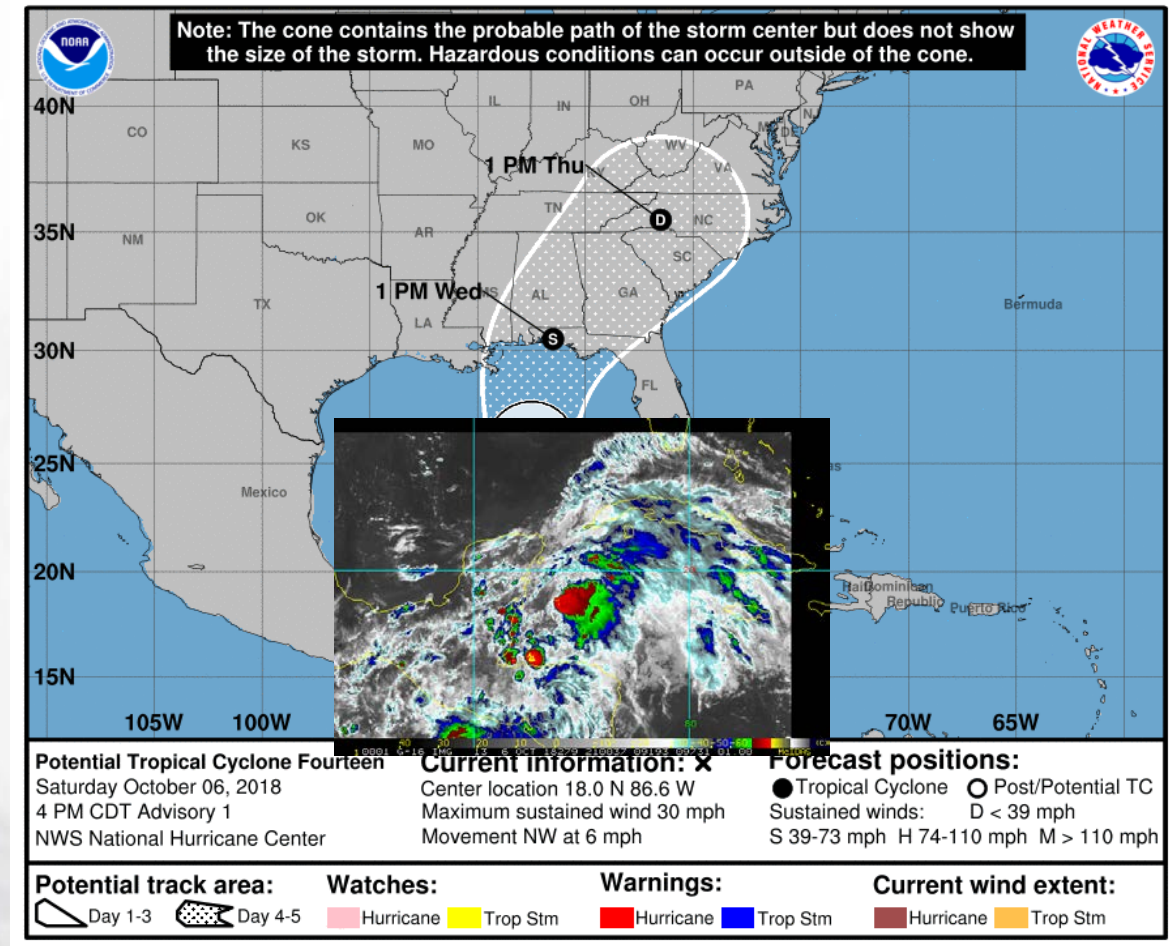 Note: The cone contains the probable path of the storm center but does not show
the size of the storm. Hazardous conditions can occur outside of the cone.
NOAA
NATIONAL WEATHER SERVICE
40N
35N
30N
25N
20N
15N
CO
KS
MO
IL
IN
OH
PA
NJ
DE
WV
VA
1 PM Thu
D
NM
OK
AR
TN
NC
SC
1 PM Wed
S
TX
LA
AL
GA
FL
Bermuda
Mexico
Dominican
Republic
Puerto Rico
105W
100W
70W
65W
Potential Tropical Cyclone Fourteen
Saturday October 06, 2018
4 PM CDT Advisory 1
NWS National Hurricane Center
Current information: x
Center location 18.0 N 86.6 W
Maximum sustained wind 30 mph
Movement NW at 6 mph
Forecast positions:
Tropical Cyclone Post/Potential TC
Sustained winds: D < 39 mph
S 39-73 mph H 74-110 mph M > 110 mph
Potential track area:
Day 1-3 Day 4-5
Watches:
Hurricane Trop Stm
Warnings:
Hurricane Trop Stm
Current wind extent:
Hurricane Trop Stm